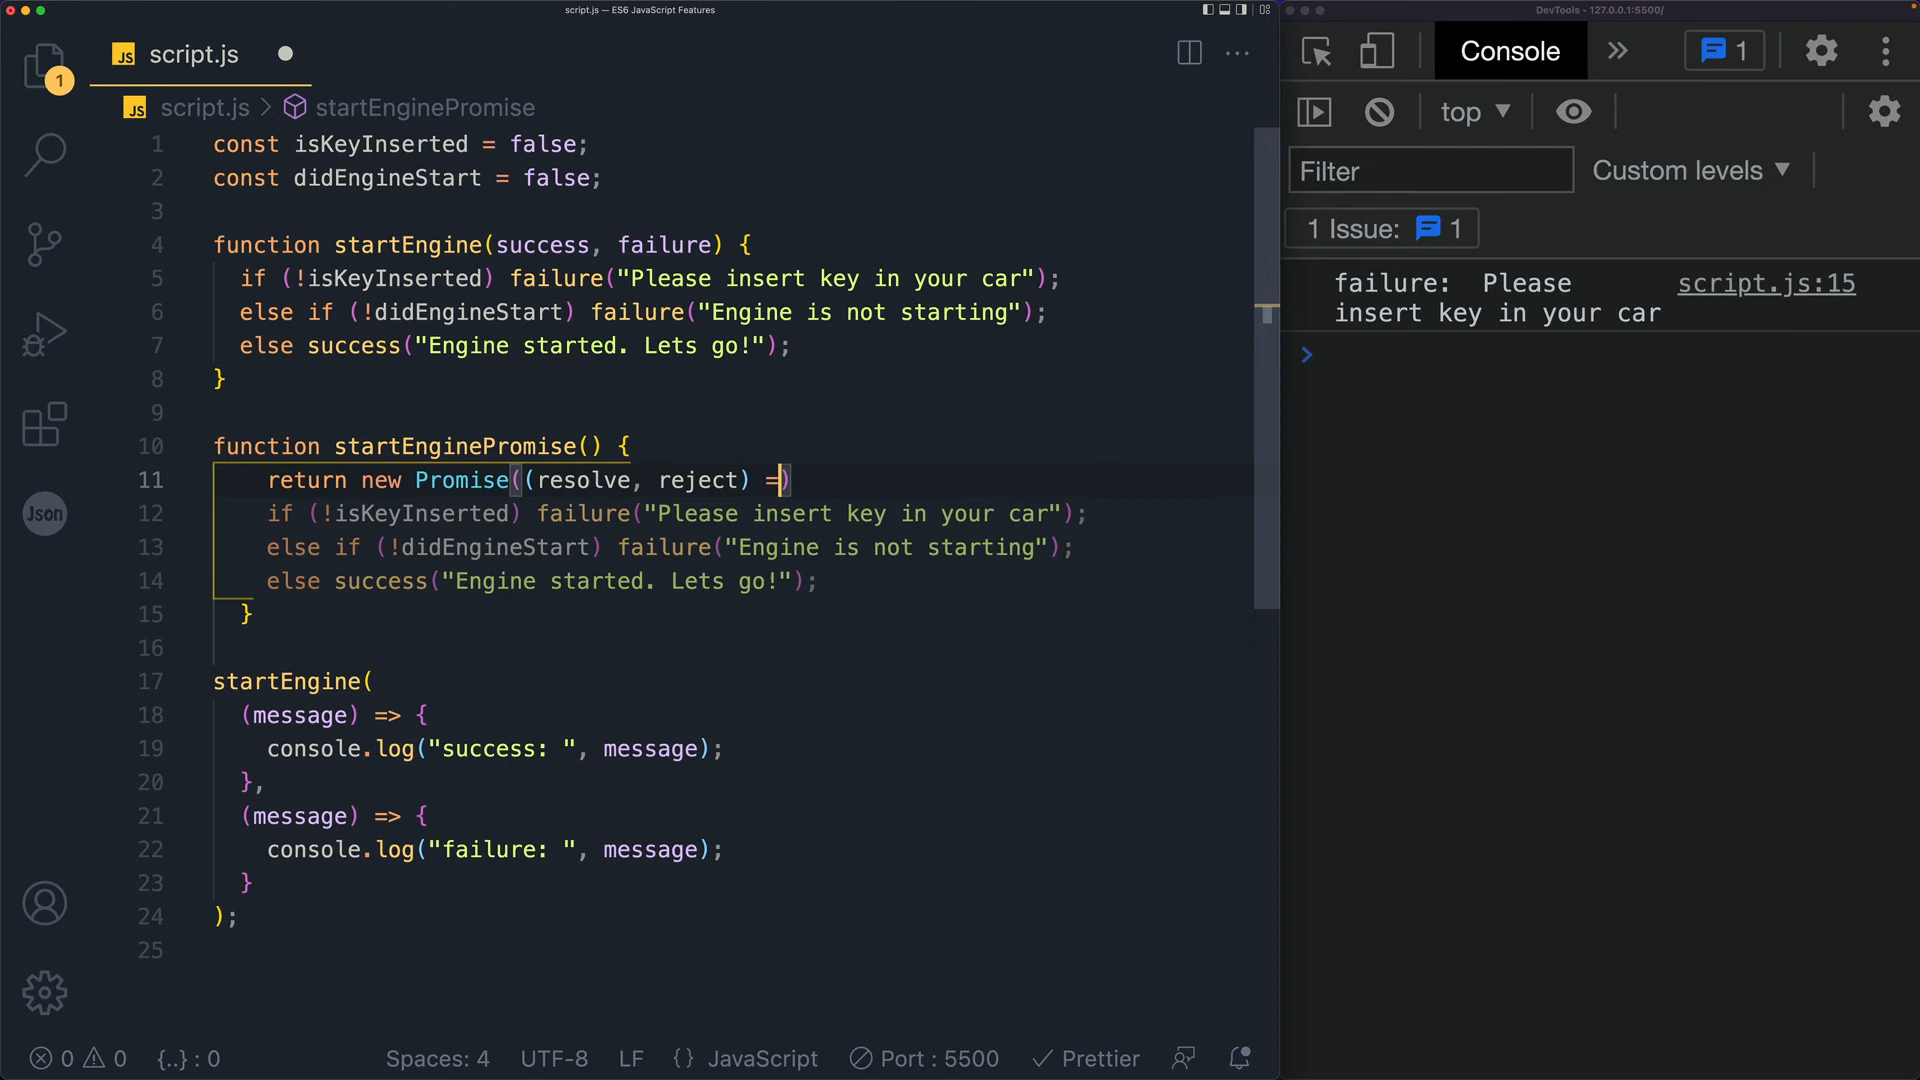 script.js — ES6 JavaScript Features
JS script.js
1
JS script.js > startEnginePromise
1 const isKeyInserted = false;
2 const didEngineStart = false;
3
4 function startEngine(success, failure) {
5 if (!isKeyInserted) failure("Please insert key in your car");
6 else if (!didEngineStart) failure("Engine is not starting");
7 else success("Engine started. Lets go!");
8 }
9
10 function startEnginePromise() {
11 return new Promise((resolve, reject) =)
12 if (!isKeyInserted) failure("Please insert key in your car");
13 else if (!didEngineStart) failure("Engine is not starting");
14 else success("Engine started. Lets go!");
15 }
16
17 startEngine(
18 (message) => {
19 console.log("success: ", message);
20 },
21 (message) => {
22 console.log("failure: ", message);
23 }
24 );
25
Json
0 0 {..} : 0 Spaces: 4 UTF-8 LF {} JavaScript Port : 5500 Prettier
DevTools - 127.0.0.1:5500/
Console » 1
top
Filter Custom levels
1 Issue: 1
failure: Please script.js:15
insert key in your car
>